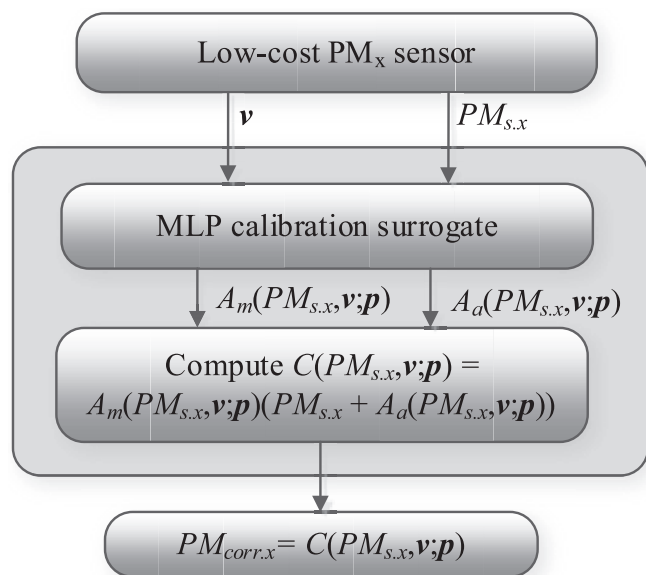 Low-cost PMx sensor
v PMs.x
MLP calibration surrogate
Am(PMs.x,v;p) Aa(PMs.x,v;p)
Compute C(PMs.x,v;p) =
Am(PMs.x,v;p)(PMs.x + Aa(PMs.x,v;p))
PMcorr.x= C(PMs.x,v;p)